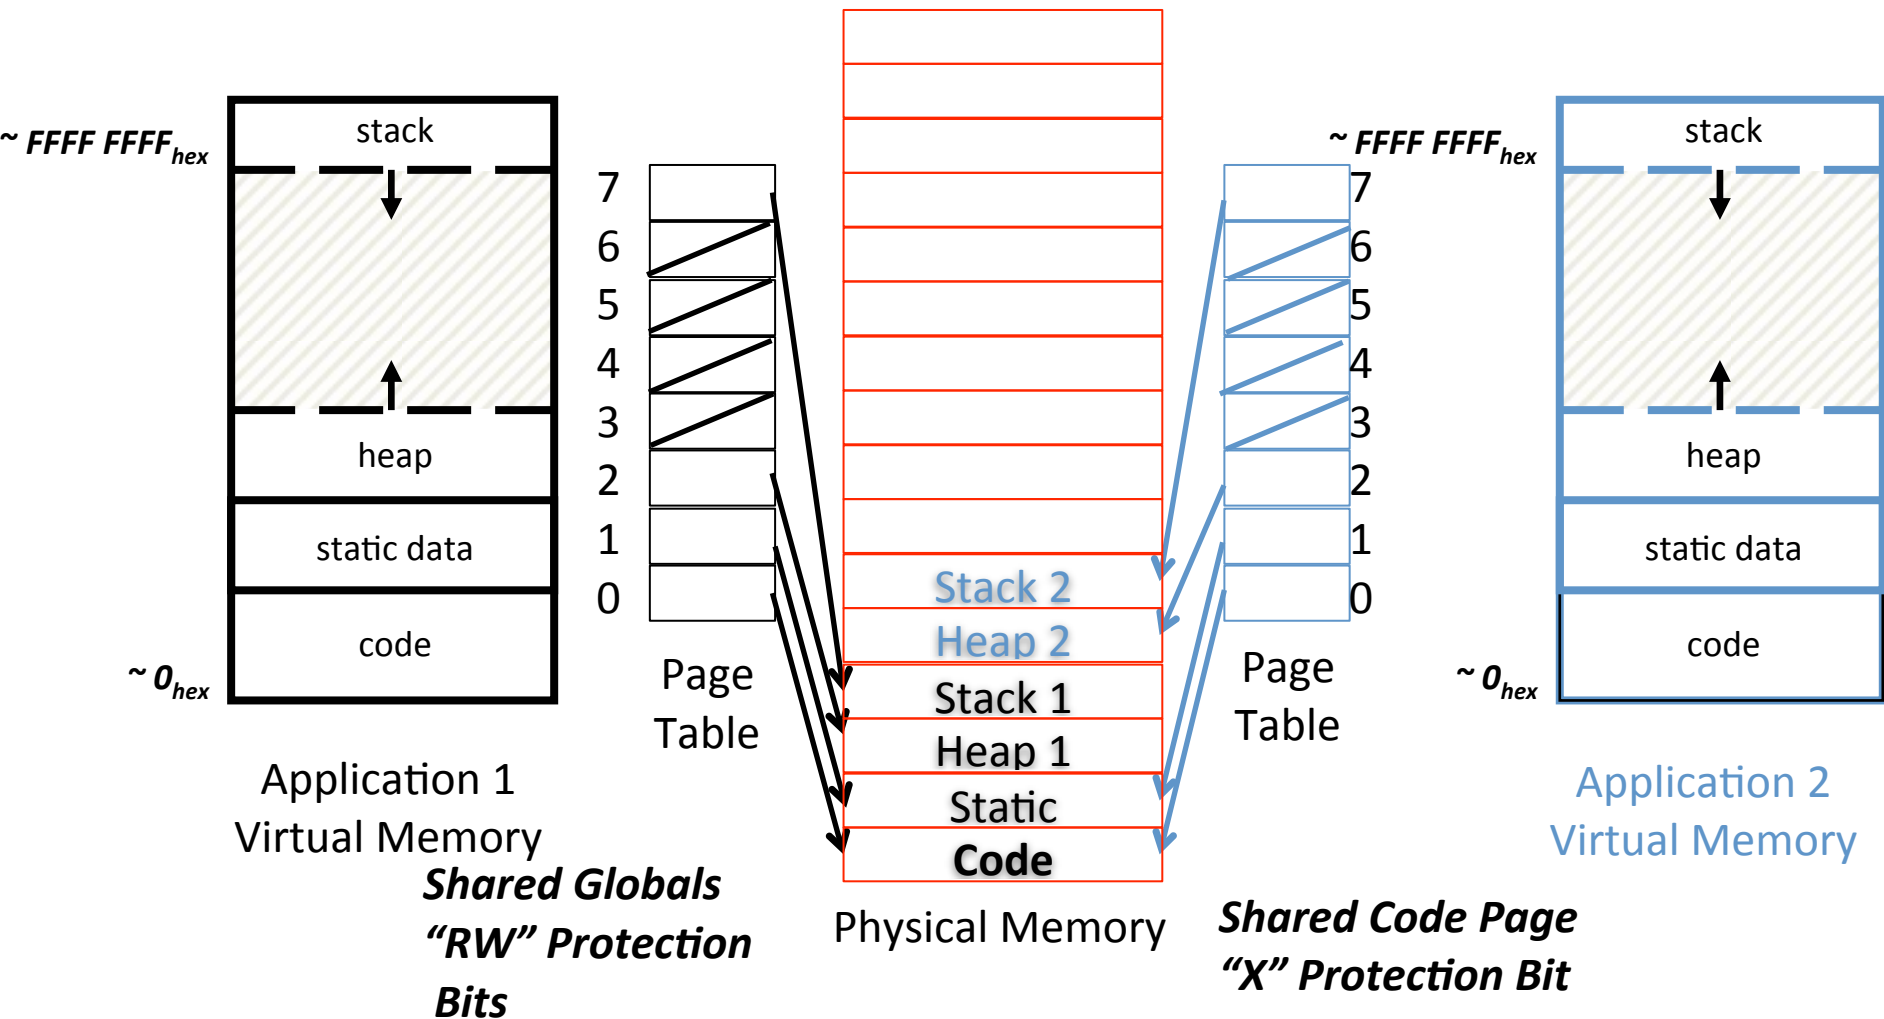 ~ FFFF FFFFhex
stack
heap
static data
code
~ 0hex
Application 1
Virtual Memory
7
6
5
4
3
2
1
0
Page
Table
Stack 2
Heap 2
Stack 1
Heap 1
Static
Code
Physical Memory
7
6
5
4
3
2
1
0
Page
Table
~ FFFF FFFFhex
stack
heap
static data
code
~ 0hex
Application 2
Virtual Memory
Shared Globals
“RW” Protection
Bits
Shared Code Page
“X” Protection Bit